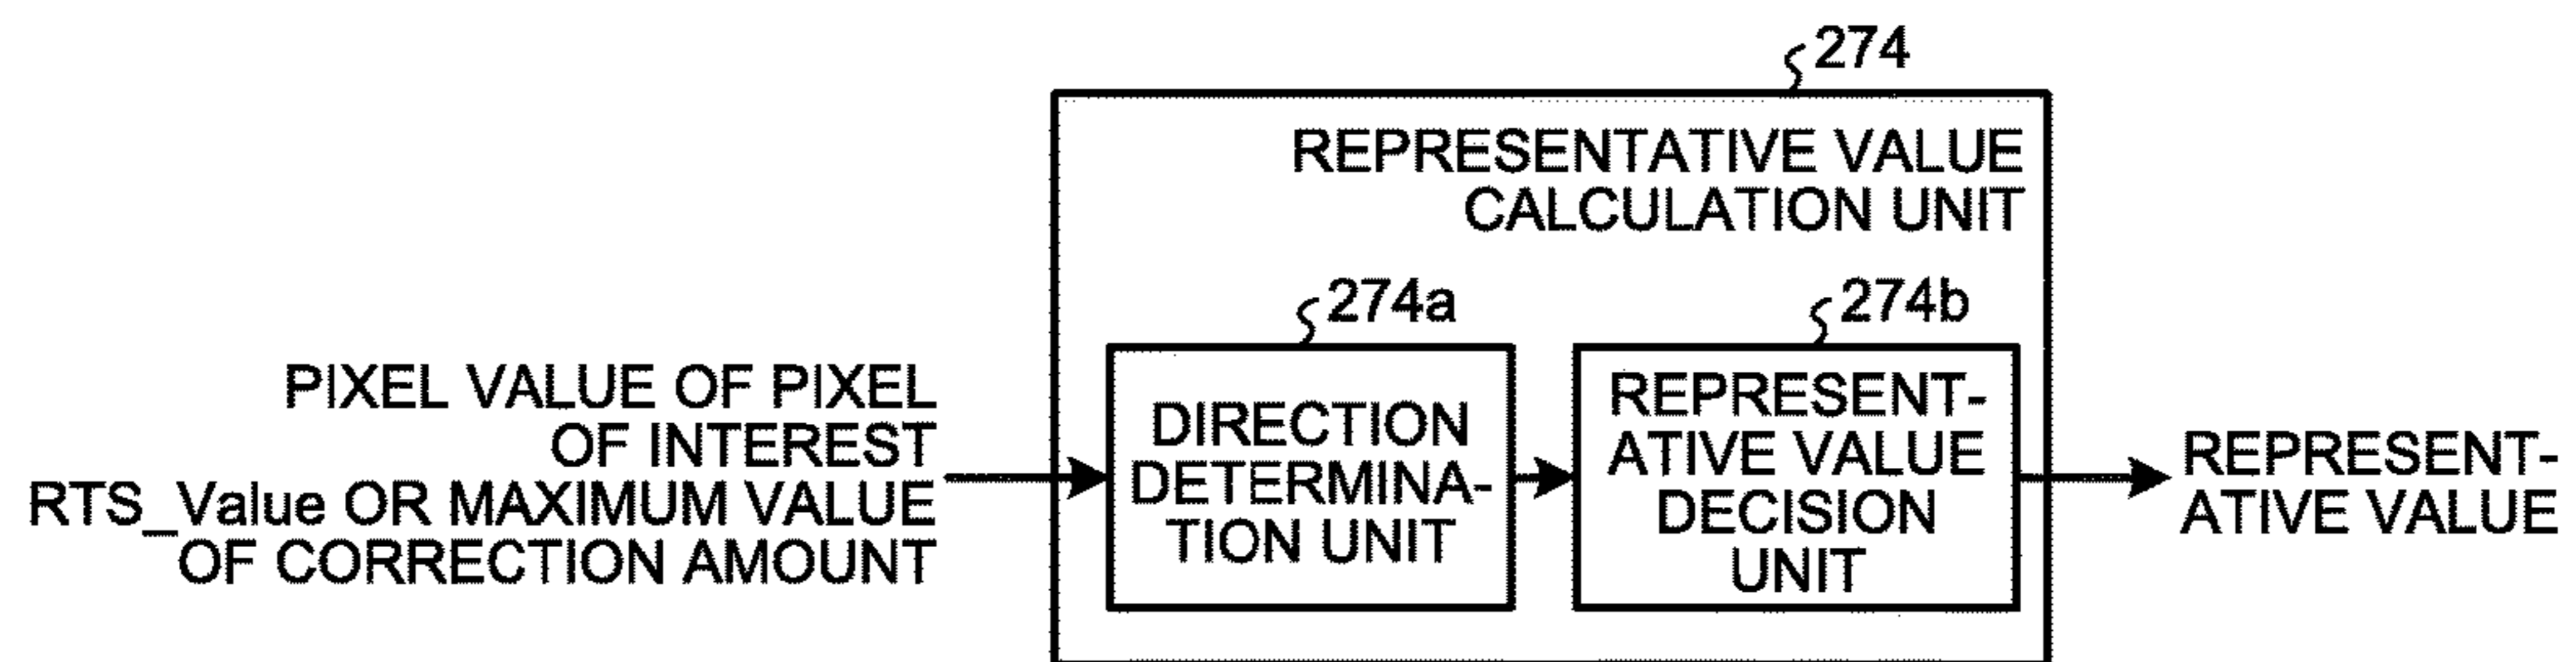 274
REPRESENTATIVE VALUE
CALCULATION UNIT
274a
274b
PIXEL VALUE OF PIXEL
OF INTEREST
RTS_Value OR MAXIMUM VALUE
OF CORRECTION AMOUNT
DIRECTION
DETERMINA-
TION UNIT
REPRESENT-
ATIVE VALUE
DECISION
UNIT
REPRESENT-
ATIVE VALUE